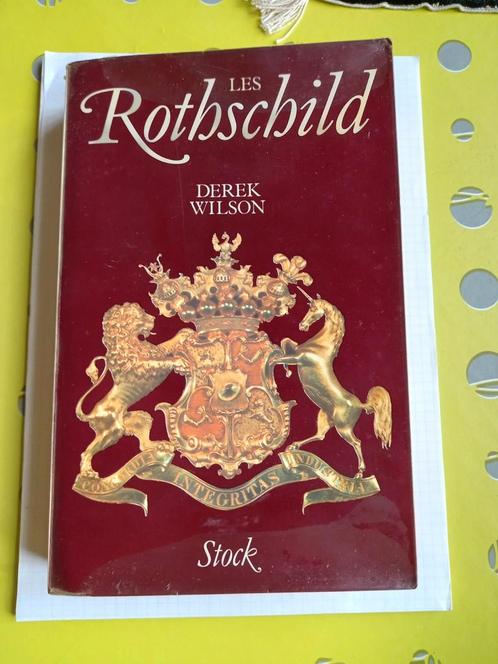 LES
Rothschild
DEREK
WILSON
CONCORDIA INTEGRITAS INDUSTRIA
Stock